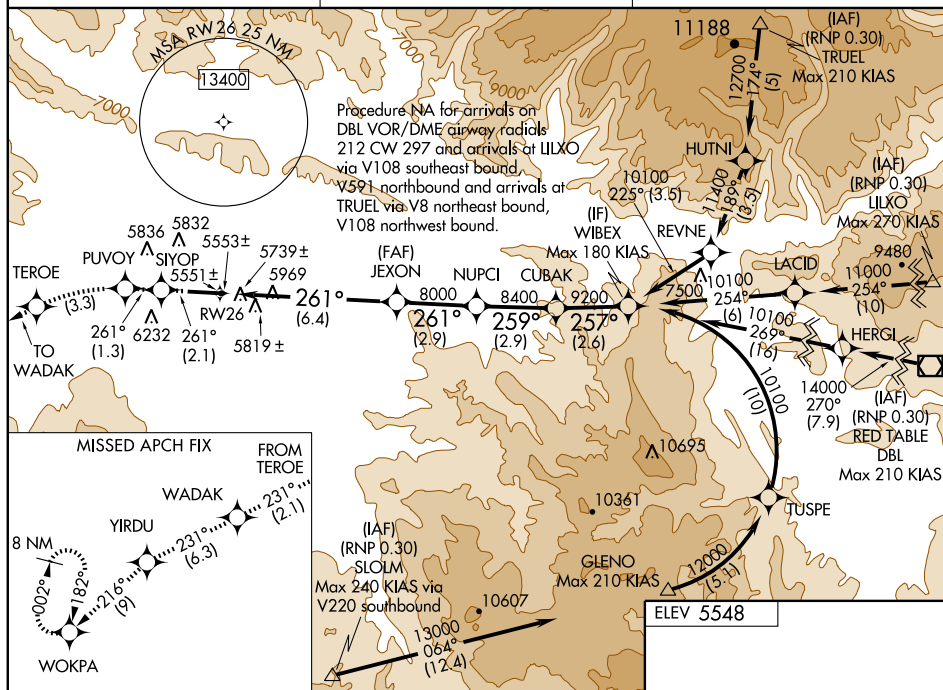 MSA RW26 25 NM
13400
7000
7000
9000
11188
(IAF)
(RNP 0.30)
TRUEL
Max 210 KIAS
12700
174°
(5)
Procedure NA for arrivals on
DBL VOR/DME airway radials
212 CW 297 and arrivals at LILXO
via V108 southeast bound,
V591 northbound and arrivals at
TRUEL via V8 northeast bound,
V108 northwest bound.
HUTNI
11400
189°
(3.5)
10100
225° (3.5)
(IAF)
(RNP 0.30)
LILXO
Max 270 KIAS
9480
(IF)
WIBEX
Max 180 KIAS
REVNE
LACID
11000
254°
(10)
5836
5832
5553±
5739±
5969
PUVOY
SIYOP
5551±
TEROE
(3.3)
TO
WADAK
261°
(1.3)
6232
261°
(2.1)
RW26
5819±
261°
(6.4)
(FAF)
JEXON
8000
261°
(2.9)
NUPCI
8400
259°
(2.9)
CUBAK
9200
257°
(2.6)
7500
10100
254°
(6)
10100
269°
(16)
HERGI
14000
270°
(7.9)
(IAF)
(RNP 0.30)
RED TABLE
DBL
Max 210 KIAS
10100
(10)
10695
10361
TUSPE
GLENO
Max 210 KIAS
12000
(5.1)
(IAF)
(RNP 0.30)
SLOLM
Max 240 KIAS via
V220 southbound
10607
13000
064°
(12.4)
ELEV 5548
MISSED APCH FIX
FROM
TEROE
WADAK
231°
(2.1)
YIRDU
231°
(6.3)
8 NM
002°
182°
216°
(9)
WOKPA